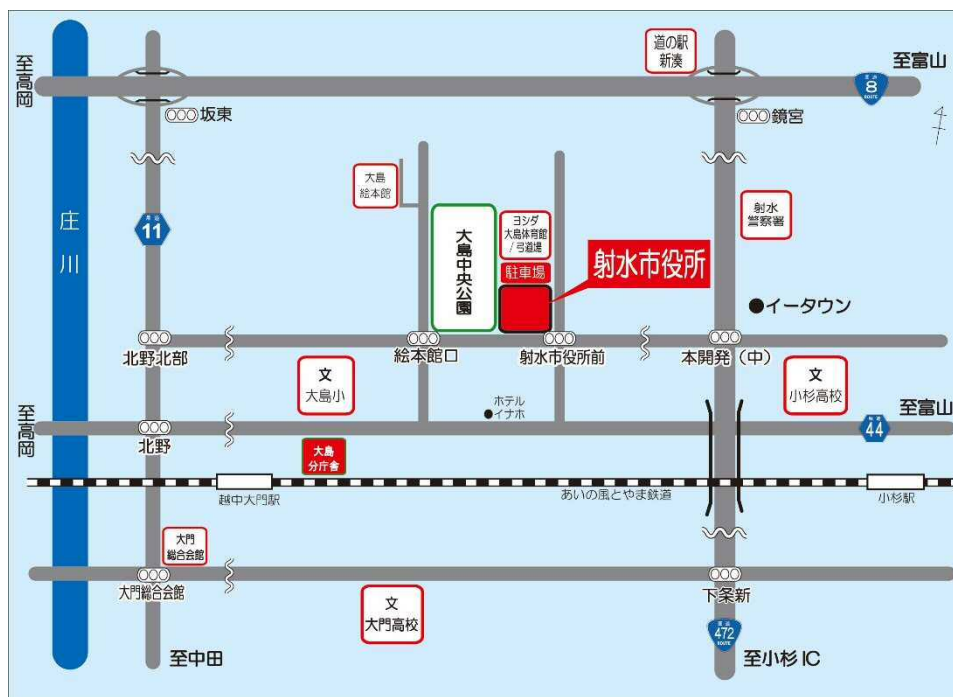 道の駅
新湊
至富山
至高岡
8
ROUTE
坂東
鏡宮
大島
絵本館
ヨシダ
大島体育館
/弓道場
射水
警察署
庄川
11
大島中央公園
駐車場
射水市役所
イータウン
北野北部
絵本館口
射水市役所前
本開発(中)
文
大島小
ホテル
イナホ
文
小杉高校
至富山
至高岡
北野
44
大島
分庁舎
越中大門駅
あいの風とやま鉄道
小杉駅
大門
総合会館
大門総合会館
下条新
文
大門高校
472
ROUTE
至中田
至小杉IC